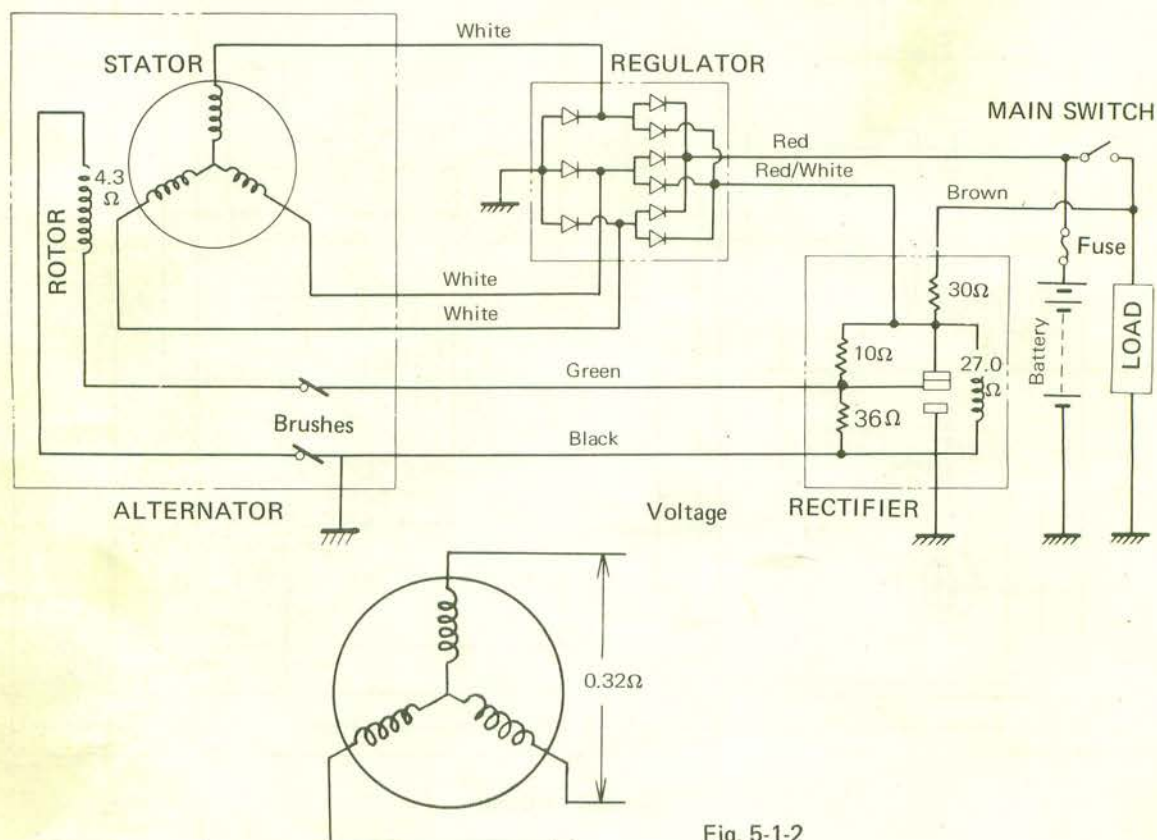 White
STATOR
REGULATOR
MAIN SWITCH
4.3
Ω
ROTOR
Red
Red/White
Brown
Fuse
White
White
30Ω
10Ω
27.0
Ω
36Ω
Battery
LOAD
Green
Brushes
Black
ALTERNATOR
Voltage
RECTIFIER
0.32Ω
Fig. 5-1-2